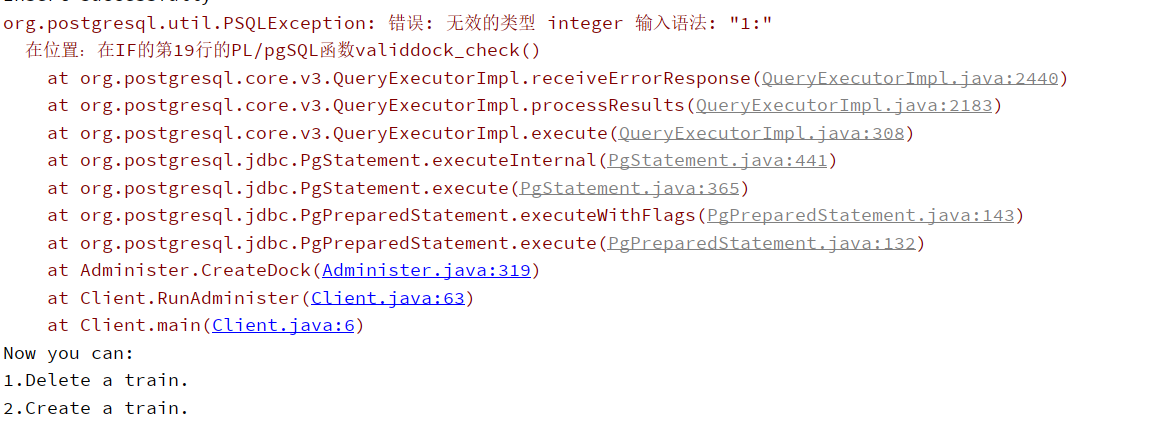 Insert successfully
org.postgresql.util.PSQLException: 错误: 无效的类型 integer 输入语法: "1:"
在位置：在IF的第19行的PL/pgSQL函数validdock_check()
at org.postgresql.core.v3.QueryExecutorImpl.receiveErrorResponse(QueryExecutorImpl.java:2440)
at org.postgresql.core.v3.QueryExecutorImpl.processResults(QueryExecutorImpl.java:2183)
at org.postgresql.core.v3.QueryExecutorImpl.execute(QueryExecutorImpl.java:308)
at org.postgresql.jdbc.PgStatement.executeInternal(PgStatement.java:441)
at org.postgresql.jdbc.PgStatement.execute(PgStatement.java:365)
at org.postgresql.jdbc.PgPreparedStatement.executeWithFlags(PgPreparedStatement.java:143)
at org.postgresql.jdbc.PgPreparedStatement.execute(PgPreparedStatement.java:132)
at Administer.CreateDock(Administer.java:319)
at Client.RunAdminister(Client.java:63)
at Client.main(Client.java:6)
Now you can:
1.Delete a train.
2.Create a train.